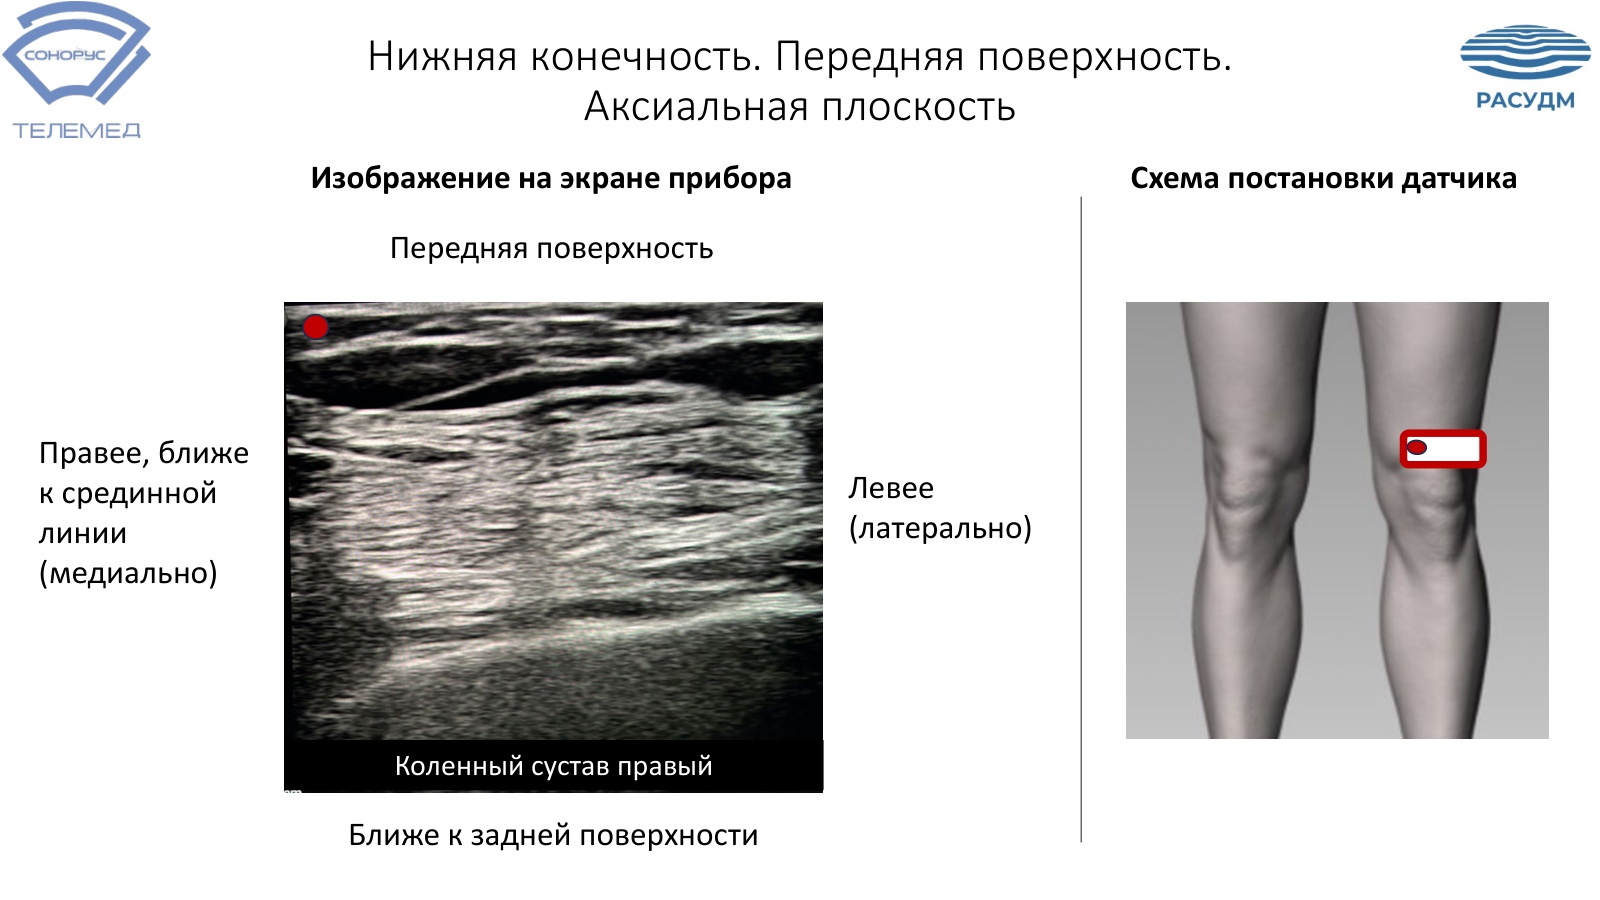 СОНОРУС
ТЕЛЕМЕД
Нижняя конечность. Передняя поверхность.
Аксиальная плоскость
РАСУДМ
Изображение на экране прибора
Схема постановки датчика
Передняя поверхность
Правее, ближе
к срединной
линии
(медиально)
Левее
(латерально)
Коленный сустав правый
Ближе к задней поверхности